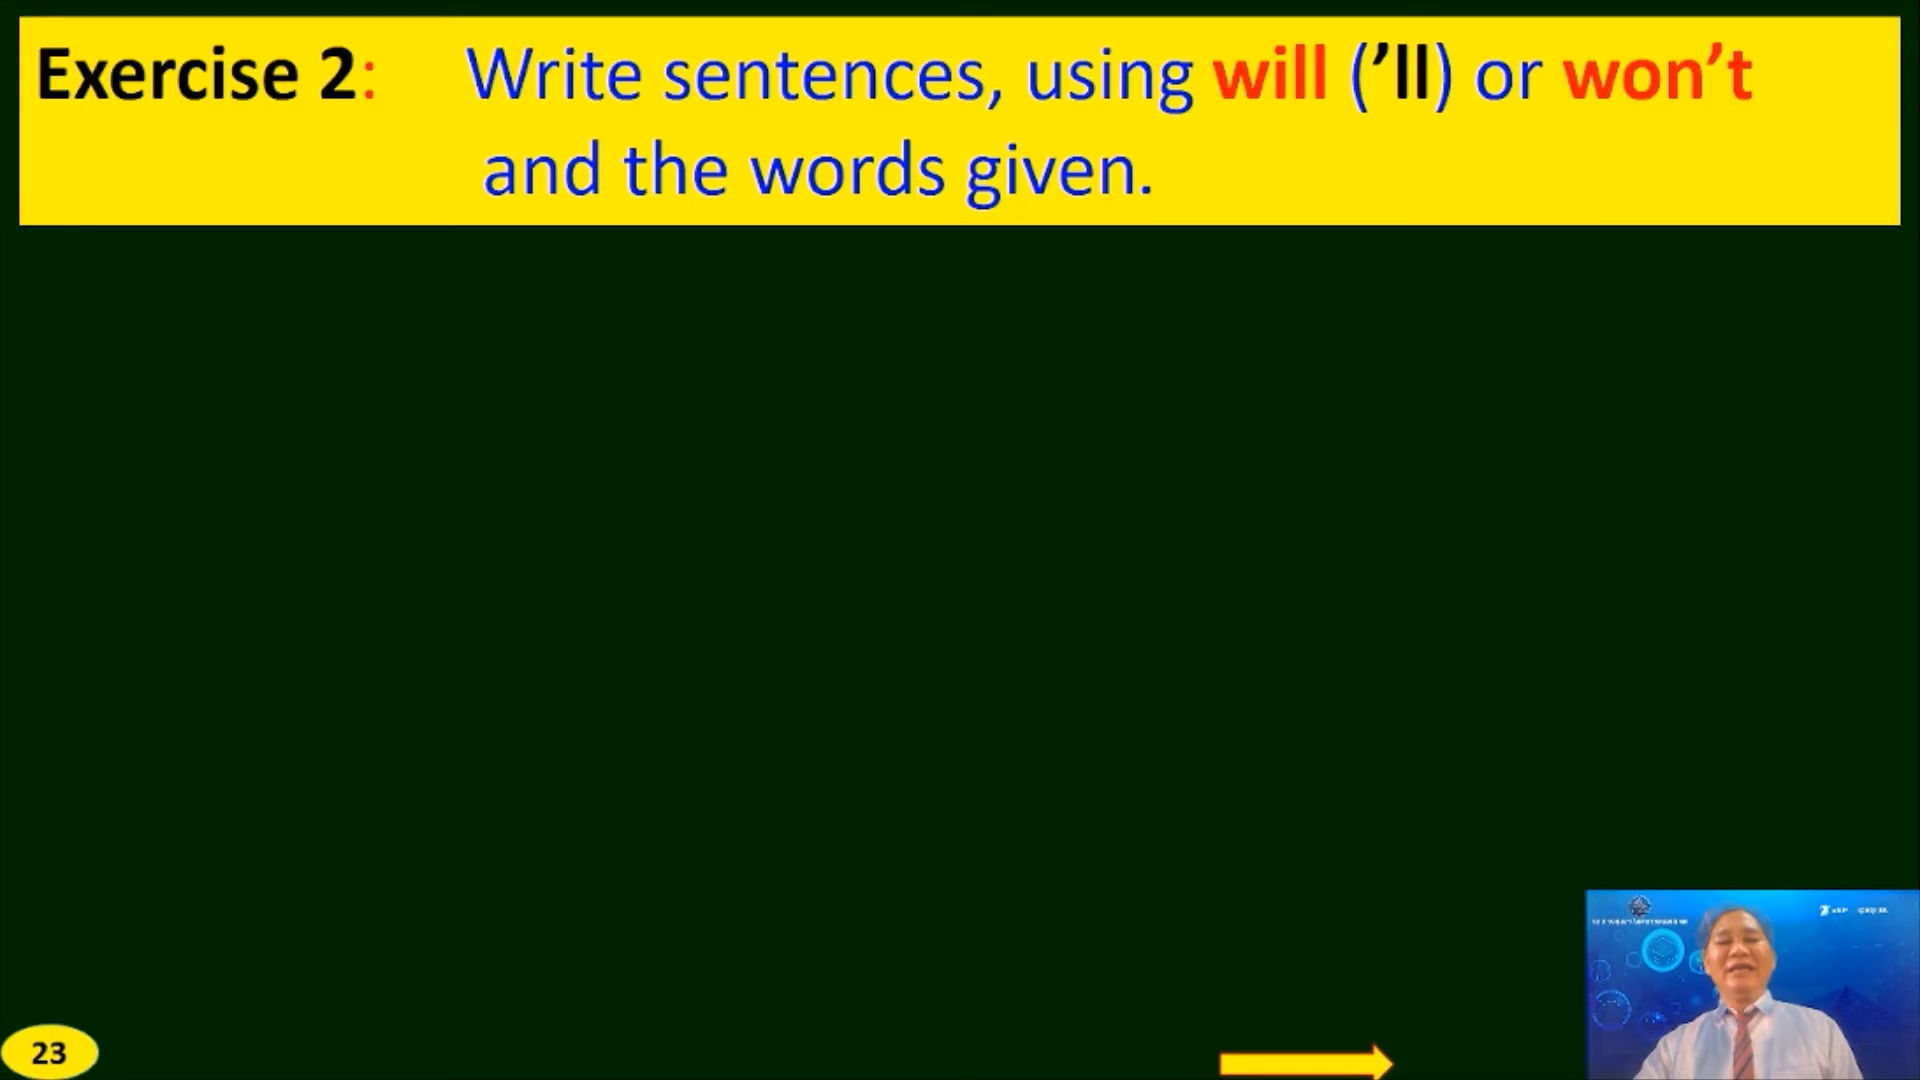 Exercise 2: Write sentences, using will (’ll) or won’t
and the words given.
23